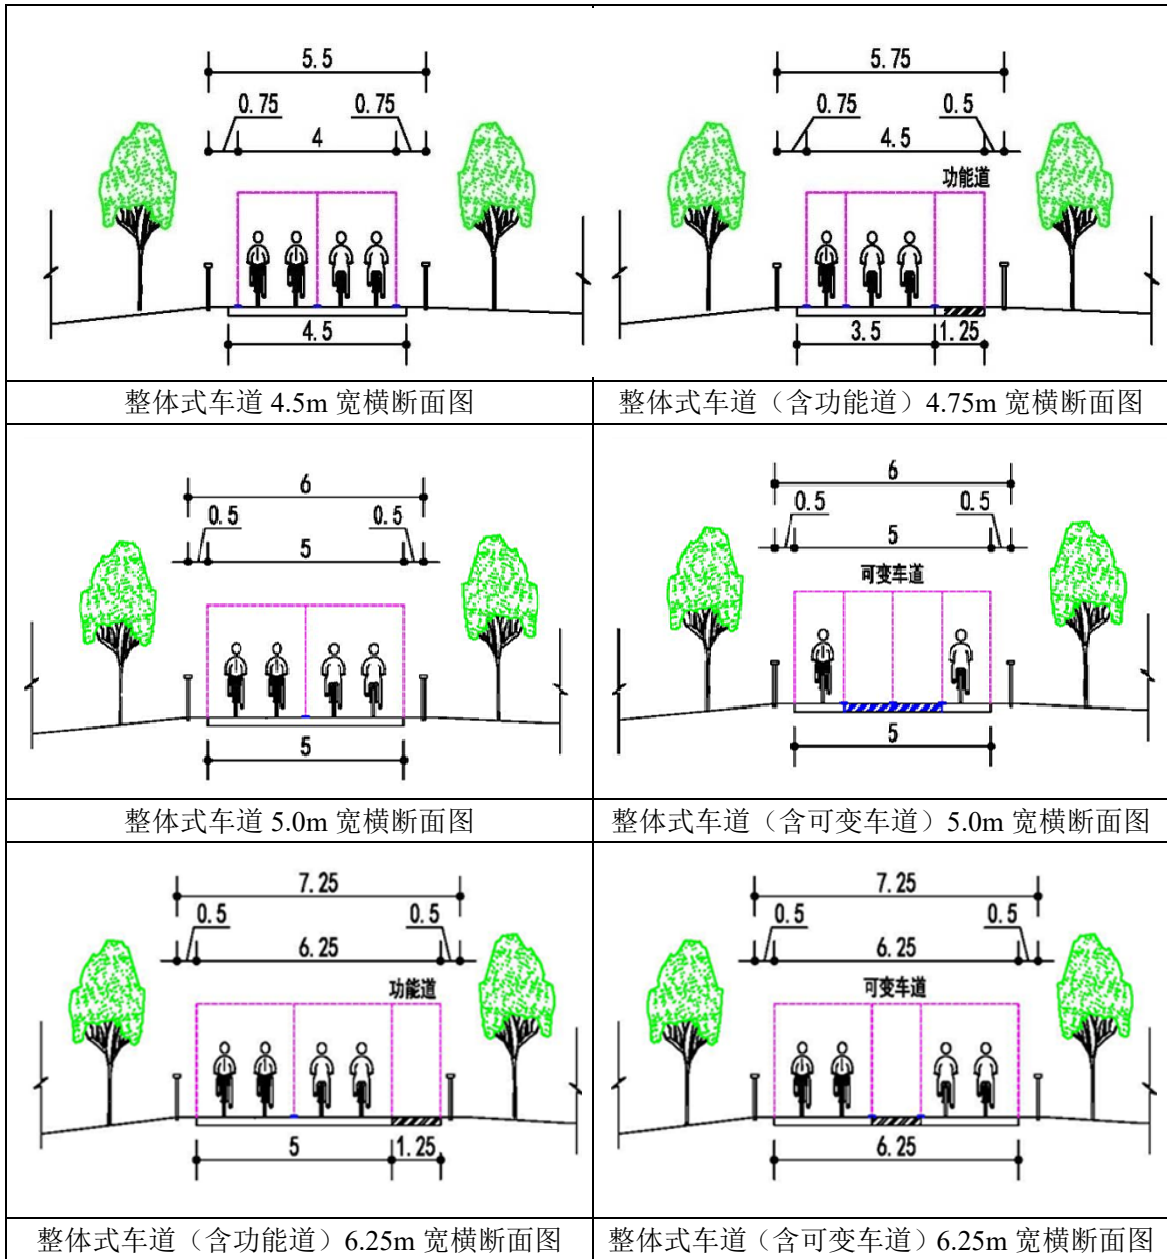 5.5
0.75 0.75
4
4.5
整体式车道 4.5m 宽横断面图
5.75
0.75 0.5
4.5
功能道
3.5 1.25
整体式车道（含功能道）4.75m 宽横断面图
6
0.5 0.5
5
5
整体式车道 5.0m 宽横断面图
6
0.5 0.5
5
可变车道
5
整体式车道（含可变车道）5.0m 宽横断面图
7.25
0.5 0.5
6.25
功能道
5 1.25
整体式车道（含功能道）6.25m 宽横断面图
7.25
0.5 0.5
6.25
可变车道
6.25
整体式车道（含可变车道）6.25m 宽横断面图